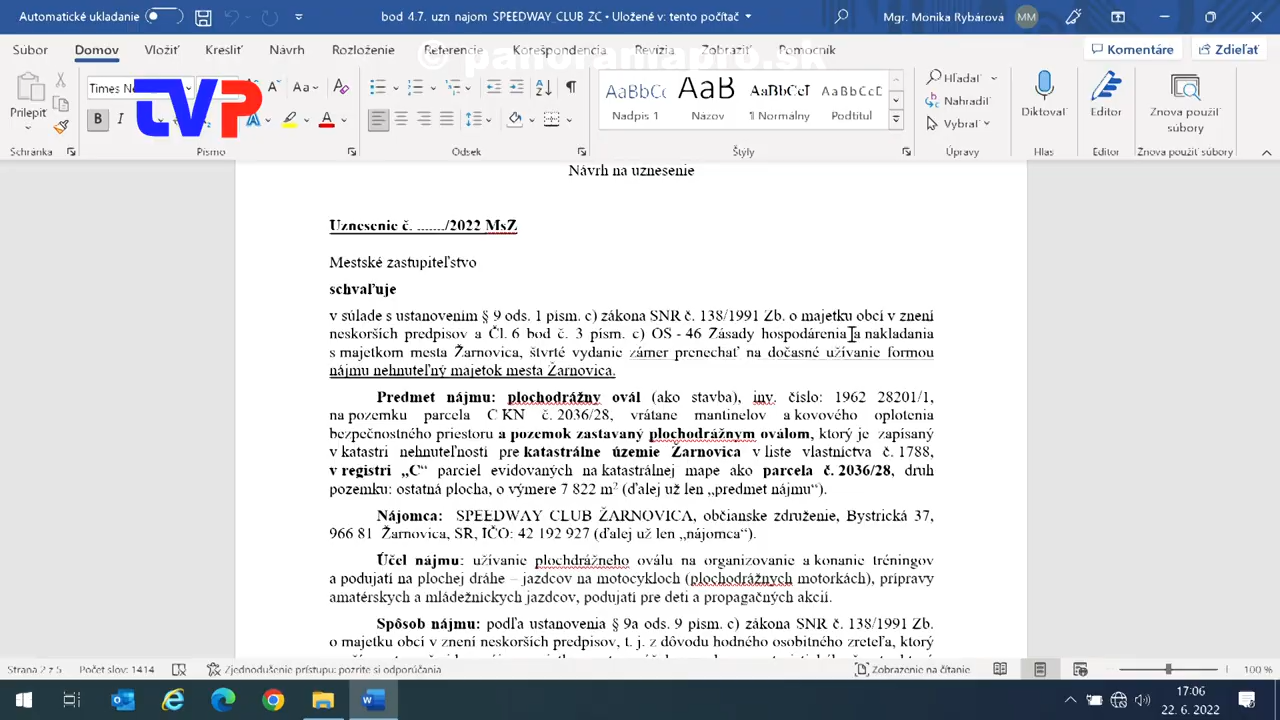 Automatické ukladanie
bod 4.7. uzn najom SPEEDWAY CLUB ZC • Uložené v: tento počítač
Mgr. Monika Rybárová
MM
Súbor Domov Vložiť Kresliť Návrh Rozloženie Referencie Korešpondencia Revízia Zobraziť Pomocník
Komentáre Zdieľať
© panoramapro.sk
TVP
Prilepiť
Times N
Aa
B I
A
AaBbCc AaB AaBbCcI AaBbCcD
Nadpis 1 Názov ¶ Normálny Podtitul
Hľadať
Nahradiť
Vybrať
Diktovať
Editor
Znova použiť
súbory
Schránka Písmo Odsek Štýly Úpravy Hlas Editor Znova použiť súbory
Návrh na uznesenie
Uznesenie č. ......./2022 MsZ
Mestské zastupiteľstvo
schvaľuje
v súlade s ustanovením § 9 ods. 1 písm. c) zákona SNR č. 138/1991 Zb. o majetku obcí v znení
neskorších predpisov a Čl. 6 bod č. 3 písm. c) OS - 46 Zásady hospodárenia a nakladania
s majetkom mesta Žarnovica, štvrté vydanie zámer prenechať na dočasné užívanie formou
nájmu nehnuteľný majetok mesta Žarnovica.
Predmet nájmu: plochodrážny ovál (ako stavba), inv. číslo: 1962 28201/1,
na pozemku parcela C KN č. 2036/28, vrátane mantinelov a kovového oplotenia
bezpečnostného priestoru a pozemok zastavaný plochodrážnym oválom, ktorý je zapísaný
v katastri nehnuteľností pre katastrálne územie Žarnovica v liste vlastníctva č. 1788,
v registri „C“ parciel evidovaných na katastrálnej mape ako parcela č. 2036/28, druh
pozemku: ostatná plocha, o výmere 7 822 m² (ďalej už len „predmet nájmu“).
Nájomca: SPEEDWAY CLUB ŽARNOVICA, občianske združenie, Bystrická 37,
966 81 Žarnovica, SR, IČO: 42 192 927 (ďalej už len „nájomca“).
Účel nájmu: užívanie plochdrážneho oválu na organizovanie a konanie tréningov
a podujatí na plochej dráhe – jazdcov na motocykloch (plochodrážnych motorkách), prípravy
amatérskych a mládežníckych jazdcov, podujatí pre deti a propagačných akcií.
Spôsob nájmu: podľa ustanovenia § 9a ods. 9 písm. c) zákona SNR č. 138/1991 Zb.
o majetku obcí v znení neskorších predpisov, t. j. z dôvodu hodného osobitného zreteľa, ktorý
Strana 2 z 5 Počet slov: 1414 Zjednodušenie prístupu: pozrite si odporúčania
Zobrazenie na čítanie
100 %
17:06
22. 6. 2022